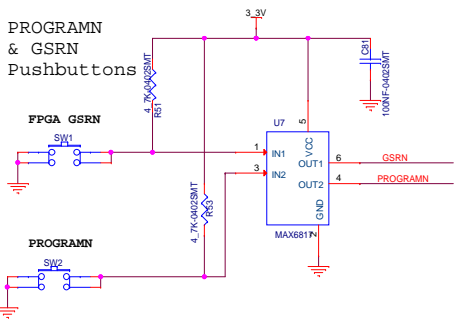 PROGRAMN
& GSRN
Pushbuttons
3_3V
C81
100NF-0402SMT
4_7K-0402SMT
R51
FPGA GSRN
SW1
U7
5
VCC
1
IN1
3
IN2
OUT1
6
GSRN
OUT2
4
PROGRAMN
GND
2
MAX6817
4_7K-0402SMT
R53
PROGRAMN
SW2